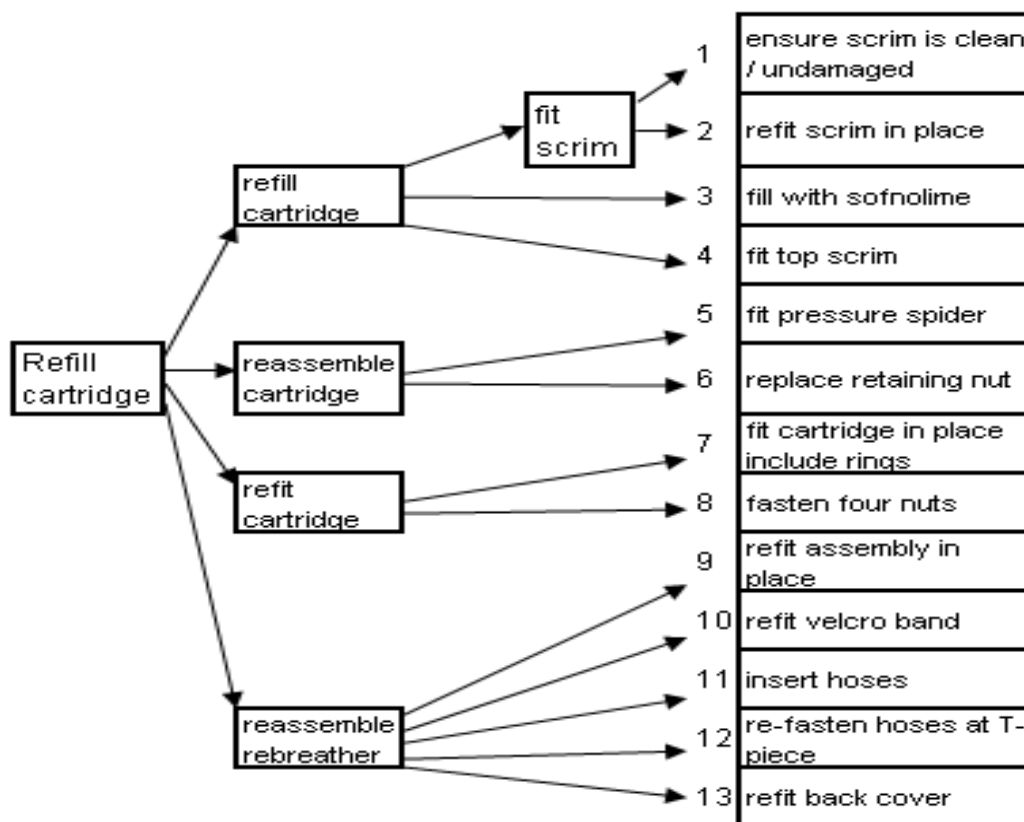 Refill
cartridge
refill
cartridge
fit
scrim
1
ensure scrim is clean
/ undamaged
2
refit scrim in place
3
fill with sofnolime
4
fit top scrim
reassemble
cartridge
5
fit pressure spider
6
replace retaining nut
refit
cartridge
7
fit cartridge in place
include rings
8
fasten four nuts
reassemble
rebreather
9
refit assembly in
place
10
refit velcro band
11
insert hoses
12
re-fasten hoses at T-
piece
13
refit back cover